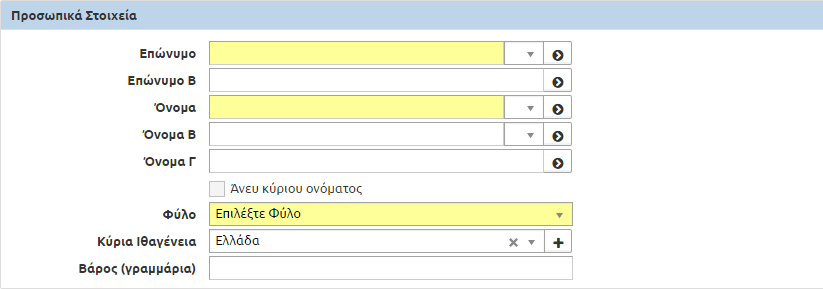 Προσωπικά Στοιχεία
Επώνυμο
Επώνυμο Β
Όνομα
Όνομα Β
Όνομα Γ
Άνευ κύριου ονόματος
Φύλο Επιλέξτε Φύλο
Κύρια Ιθαγένεια Ελλάδα
Βάρος (γραμμάρια)